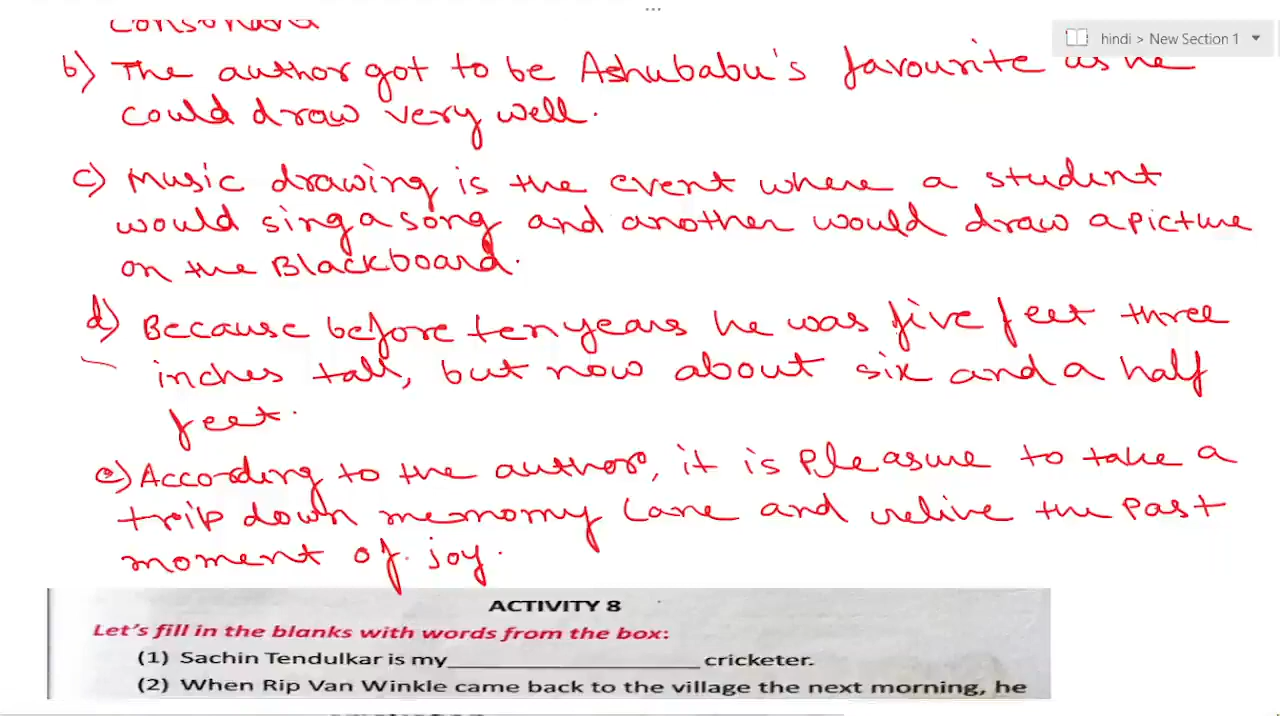 ...
hindi > New Section 1
b) The author got to be Ashubabu's favourite as he
could draw very well.
c) Music drawing is the event where a student
would sing a song and another would draw a picture
on the Blackboard.
d) Because before ten years he was five feet three
inches tall, but now about six and a half
feet.
e) According to the author, it is Pleasure to take a
trip down memory lane and relive the past
moment of joy.
ACTIVITY 8
Let's fill in the blanks with words from the box:
(1) Sachin Tendulkar is my____________________ cricketer.
(2) When Rip Van Winkle came back to the village the next morning, he